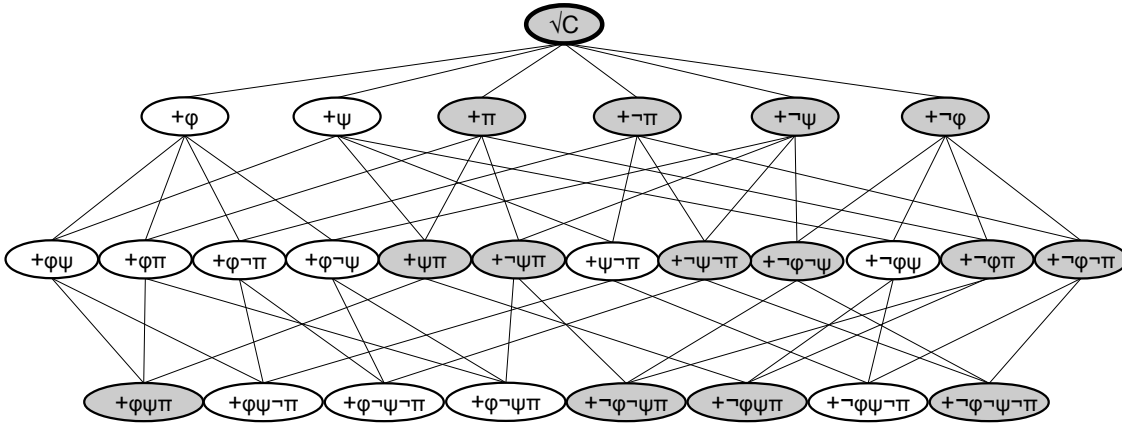 √C
+φ +ψ +π +¬π +¬ψ +¬φ
+φψ +φπ +φ¬π +φ¬ψ +ψπ +¬ψπ +ψ¬π +¬ψ¬π +¬φ¬ψ +¬φψ +¬φπ +¬φ¬π
+φψπ +φψ¬π +φ¬ψ¬π +φ¬ψπ +¬φ¬ψπ +¬φψπ +¬φψ¬π +¬φ¬ψ¬π